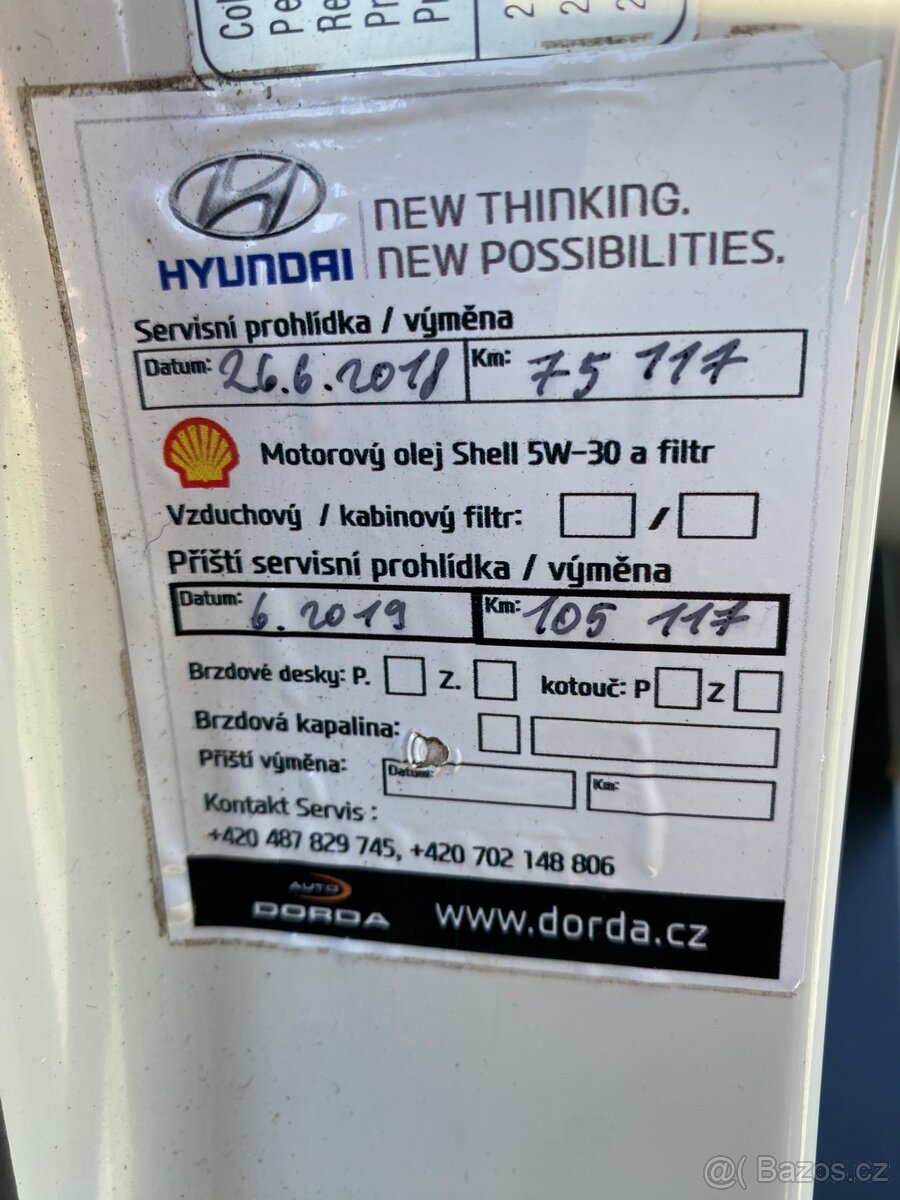 NEW THINKING.
HYUNDAI NEW POSSIBILITIES.
Servisní prohlídka / výměna
Datum: 26.6.2018 Km: 75 117
Motorový olej Shell 5W-30 a filtr
Vzduchový / kabinový filtr: /
Příští servisní prohlídka / výměna
Datum: 6. 2019 Km: 105 117
Brzdové desky: P. Z. kotouč: P Z
Brzdová kapalina:
Příští výměna: Datum: Km:
Kontakt Servis :
+420 487 829 745, +420 702 148 806
AUTO
DORDA www.dorda.cz
@( Bazos.cz